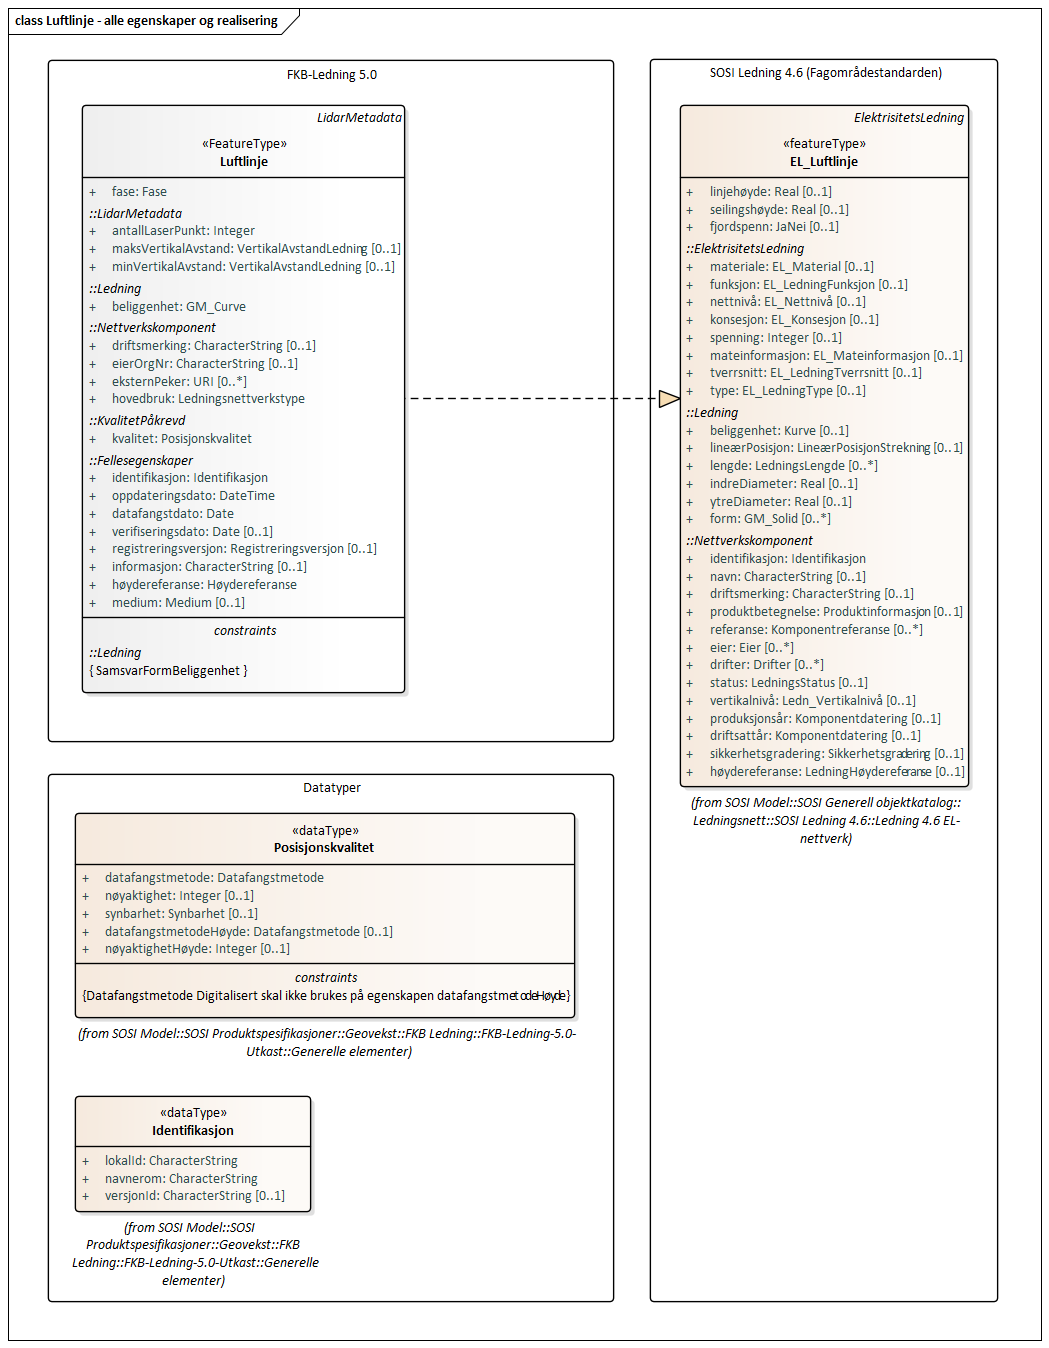 class Luftlinje - alle egenskaper og realisering
FKB-Ledning 5.0
LidarMetadata
«FeatureType»
Luftlinje
+ fase: Fase
::LidarMetadata
+ antallLaserPunkt: Integer
+ maksVertikalAvstand: VertikalAvstandLedning [0..1]
+ minVertikalAvstand: VertikalAvstandLedning [0..1]
::Ledning
+ beliggenhet: GM_Curve
::Nettverkskomponent
+ driftsmerking: CharacterString [0..1]
+ eierOrgNr: CharacterString [0..1]
+ eksternPeker: URI [0..*]
+ hovedbruk: Ledningsnettverkstype
::KvalitetPåkrevd
+ kvalitet: Posisjonskvalitet
::Fellesegenskaper
+ identifikasjon: Identifikasjon
+ oppdateringsdato: DateTime
+ datafangstdato: Date
+ verifiseringsdato: Date [0..1]
+ registreringsversjon: Registreringsversjon [0..1]
+ informasjon: CharacterString [0..1]
+ høydereferanse: Høydereferanse
+ medium: Medium [0..1]
constraints
::Ledning
{ SamsvarFormBeliggenhet }
SOSI Ledning 4.6 (Fagområdestandarden)
ElektrisitetsLedning
«featureType»
EL_Luftlinje
+ linjehøyde: Real [0..1]
+ seilingshøyde: Real [0..1]
+ fjordspenn: JaNei [0..1]
::ElektrisitetsLedning
+ materiale: EL_Material [0..1]
+ funksjon: EL_LedningFunksjon [0..1]
+ nettnivå: EL_Nettnivå [0..1]
+ konsesjon: EL_Konsesjon [0..1]
+ spenning: Integer [0..1]
+ mateinformasjon: EL_Mateinformasjon [0..1]
+ tverrsnitt: EL_LedningTverrsnitt [0..1]
+ type: EL_LedningType [0..1]
::Ledning
+ beliggenhet: Kurve [0..1]
+ lineærPosisjon: LineærPosisjonStrekning [0..1]
+ lengde: LedningsLengde [0..*]
+ indreDiameter: Real [0..1]
+ ytreDiameter: Real [0..1]
+ form: GM_Solid [0..*]
::Nettverkskomponent
+ identifikasjon: Identifikasjon
+ navn: CharacterString [0..1]
+ driftsmerking: CharacterString [0..1]
+ produktbetegnelse: Produktinformasjon [0..1]
+ referanse: Komponentreferanse [0..*]
+ eier: Eier [0..*]
+ drifter: Drifter [0..*]
+ status: LedningsStatus [0..1]
+ vertikalnivå: Ledn_Vertikalnivå [0..1]
+ produksjonsår: Komponentdatering [0..1]
+ driftsattår: Komponentdatering [0..1]
+ sikkerhetsgradering: Sikkerhetsgradering [0..1]
+ høydereferanse: LedningHøydereferanse [0..1]
(from SOSI Model::SOSI Generell objektkatalog::
Ledningsnett::SOSI Ledning 4.6::Ledning 4.6 EL-
nettverk)
Datatyper
«dataType»
Posisjonskvalitet
+ datafangstmetode: Datafangstmetode
+ nøyaktighet: Integer [0..1]
+ synbarhet: Synbarhet [0..1]
+ datafangstmetodeHøyde: Datafangstmetode [0..1]
+ nøyaktighetHøyde: Integer [0..1]
constraints
{Datafangstmetode Digitalisert skal ikke brukes på egenskapen datafangstmetodeHøyde}
(from SOSI Model::SOSI Produktspesifikasjoner::Geovekst::FKB Ledning::FKB-Ledning-5.0-
Utkast::Generelle elementer)
«dataType»
Identifikasjon
+ lokalId: CharacterString
+ navnerom: CharacterString
+ versjonId: CharacterString [0..1]
(from SOSI Model::SOSI
Produktspesifikasjoner::Geovekst::FKB
Ledning::FKB-Ledning-5.0-Utkast::Generelle
elementer)